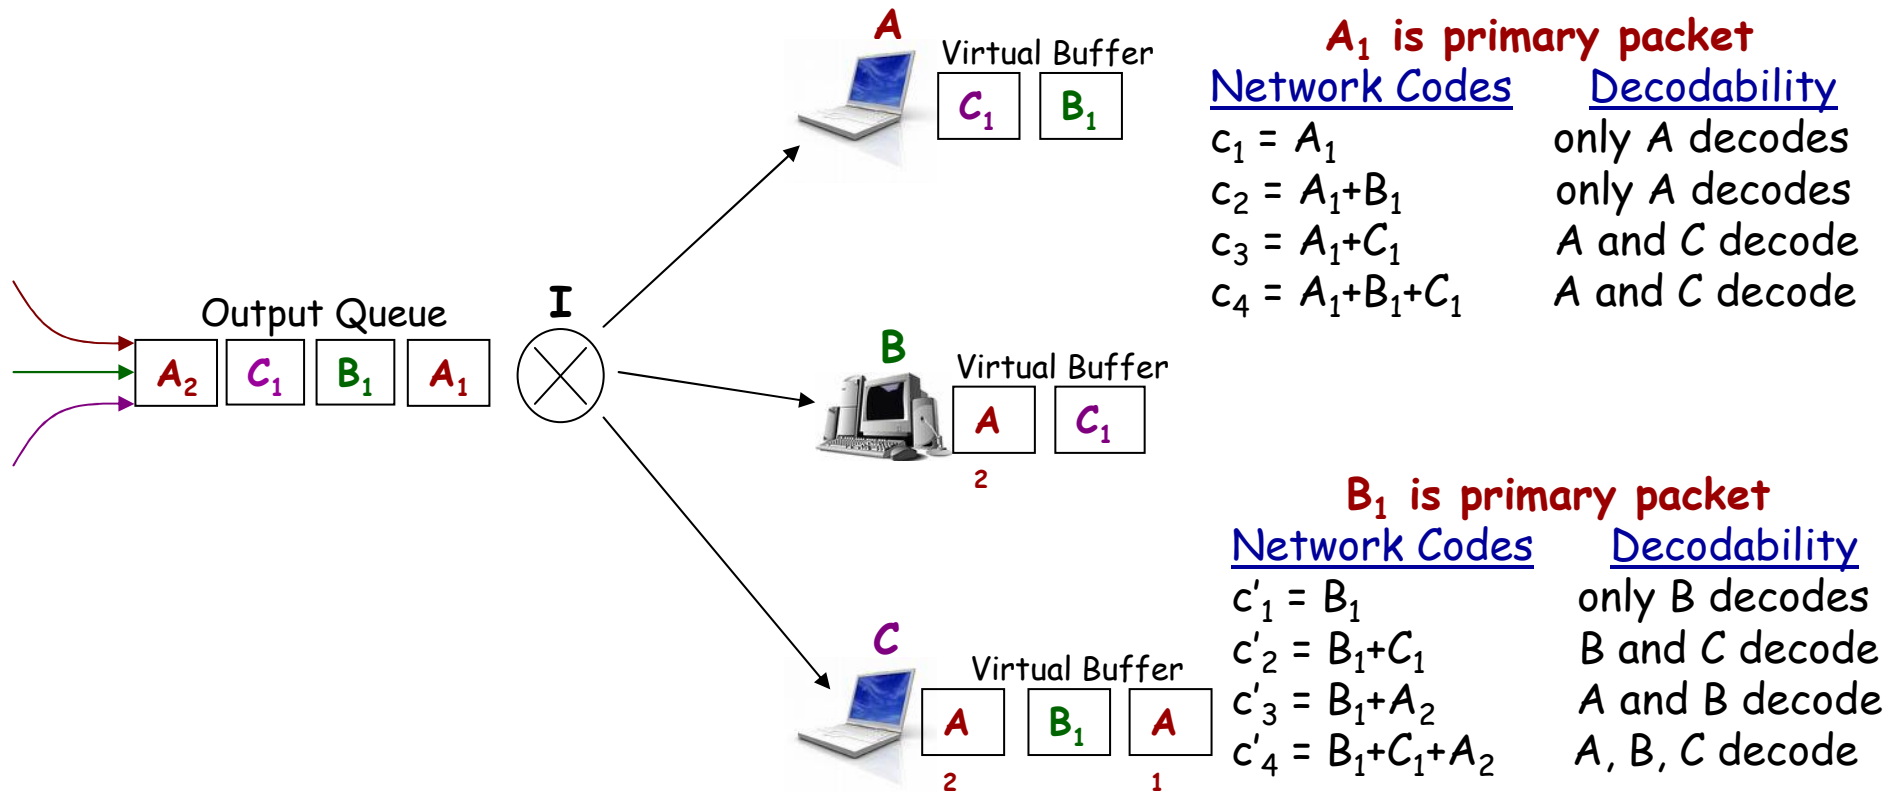 A
Virtual Buffer
C1 B1
A1 is primary packet
Network Codes Decodability
c1 = A1 only A decodes
c2 = A1+B1 only A decodes
c3 = A1+C1 A and C decode
c4 = A1+B1+C1 A and C decode
Output Queue
I
A2 C1 B1 A1
B
Virtual Buffer
A C1
2
B1 is primary packet
Network Codes Decodability
c'1 = B1 only B decodes
c'2 = B1+C1 B and C decode
c'3 = B1+A2 A and B decode
c'4 = B1+C1+A2 A, B, C decode
C
Virtual Buffer
A B1 A
2 1